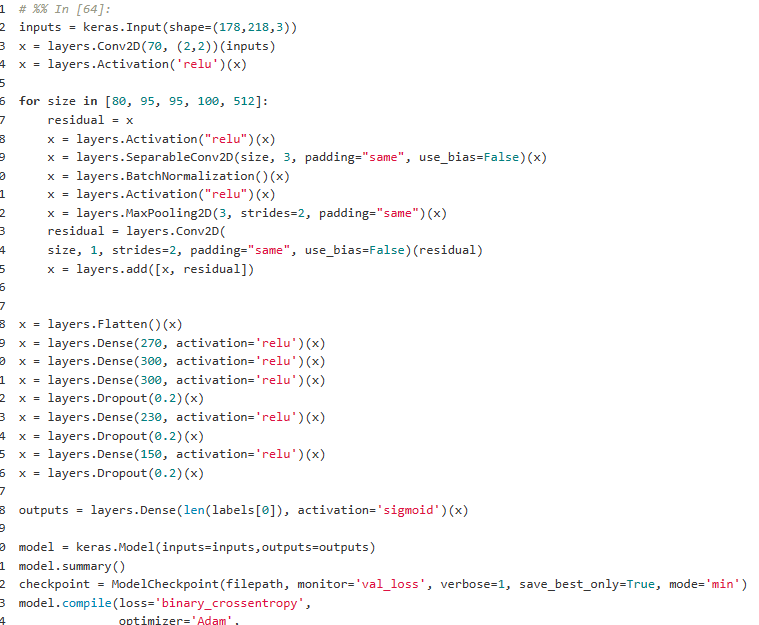 1 # %% In [64]:
2 inputs = keras.Input(shape=(178,218,3))
3 x = layers.Conv2D(70, (2,2))(inputs)
4 x = layers.Activation('relu')(x)
5
6 for size in [80, 95, 95, 100, 512]:
7     residual = x
8     x = layers.Activation("relu")(x)
9     x = layers.SeparableConv2D(size, 3, padding="same", use_bias=False)(x)
0     x = layers.BatchNormalization()(x)
1     x = layers.Activation("relu")(x)
2     x = layers.MaxPooling2D(3, strides=2, padding="same")(x)
3     residual = layers.Conv2D(
4     size, 1, strides=2, padding="same", use_bias=False)(residual)
5     x = layers.add([x, residual])
6
7
8 x = layers.Flatten()(x)
9 x = layers.Dense(270, activation='relu')(x)
0 x = layers.Dense(300, activation='relu')(x)
1 x = layers.Dense(300, activation='relu')(x)
2 x = layers.Dropout(0.2)(x)
3 x = layers.Dense(230, activation='relu')(x)
4 x = layers.Dropout(0.2)(x)
5 x = layers.Dense(150, activation='relu')(x)
6 x = layers.Dropout(0.2)(x)
7
8 outputs = layers.Dense(len(labels[0]), activation='sigmoid')(x)
9
0 model = keras.Model(inputs=inputs,outputs=outputs)
1 model.summary()
2 checkpoint = ModelCheckpoint(filepath, monitor='val_loss', verbose=1, save_best_only=True, mode='min')
3 model.compile(loss='binary_crossentropy',
4               optimizer='Adam',